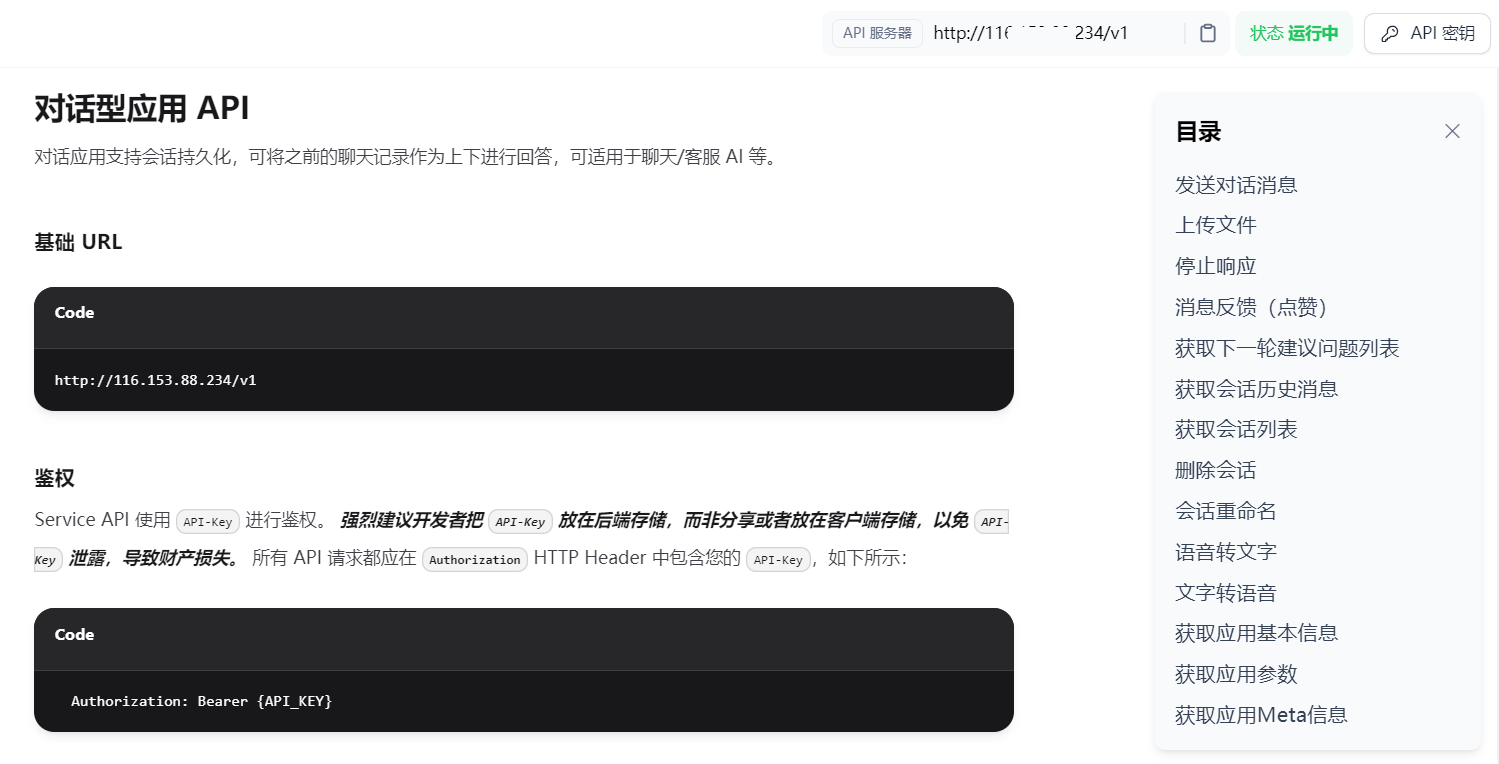 API 服务器
http://116 234/v1
状态 运行中
API 密钥
对话型应用 API
对话应用支持会话持久化，可将之前的聊天记录作为上下进行回答，可适用于聊天/客服 AI 等。
基础 URL
Code
http://116.153.88.234/v1
鉴权
Service API 使用 API-Key 进行鉴权。 强烈建议开发者把 API-Key 放在后端存储，而非分享或者放在客户端存储，以免 API-
Key 泄露，导致财产损失。 所有 API 请求都应在 Authorization HTTP Header 中包含您的 API-Key，如下所示：
Code
Authorization: Bearer {API_KEY}
目录
发送对话消息
上传文件
停止响应
消息反馈（点赞）
获取下一轮建议问题列表
获取会话历史消息
获取会话列表
删除会话
会话重命名
语音转文字
文字转语音
获取应用基本信息
获取应用参数
获取应用Meta信息